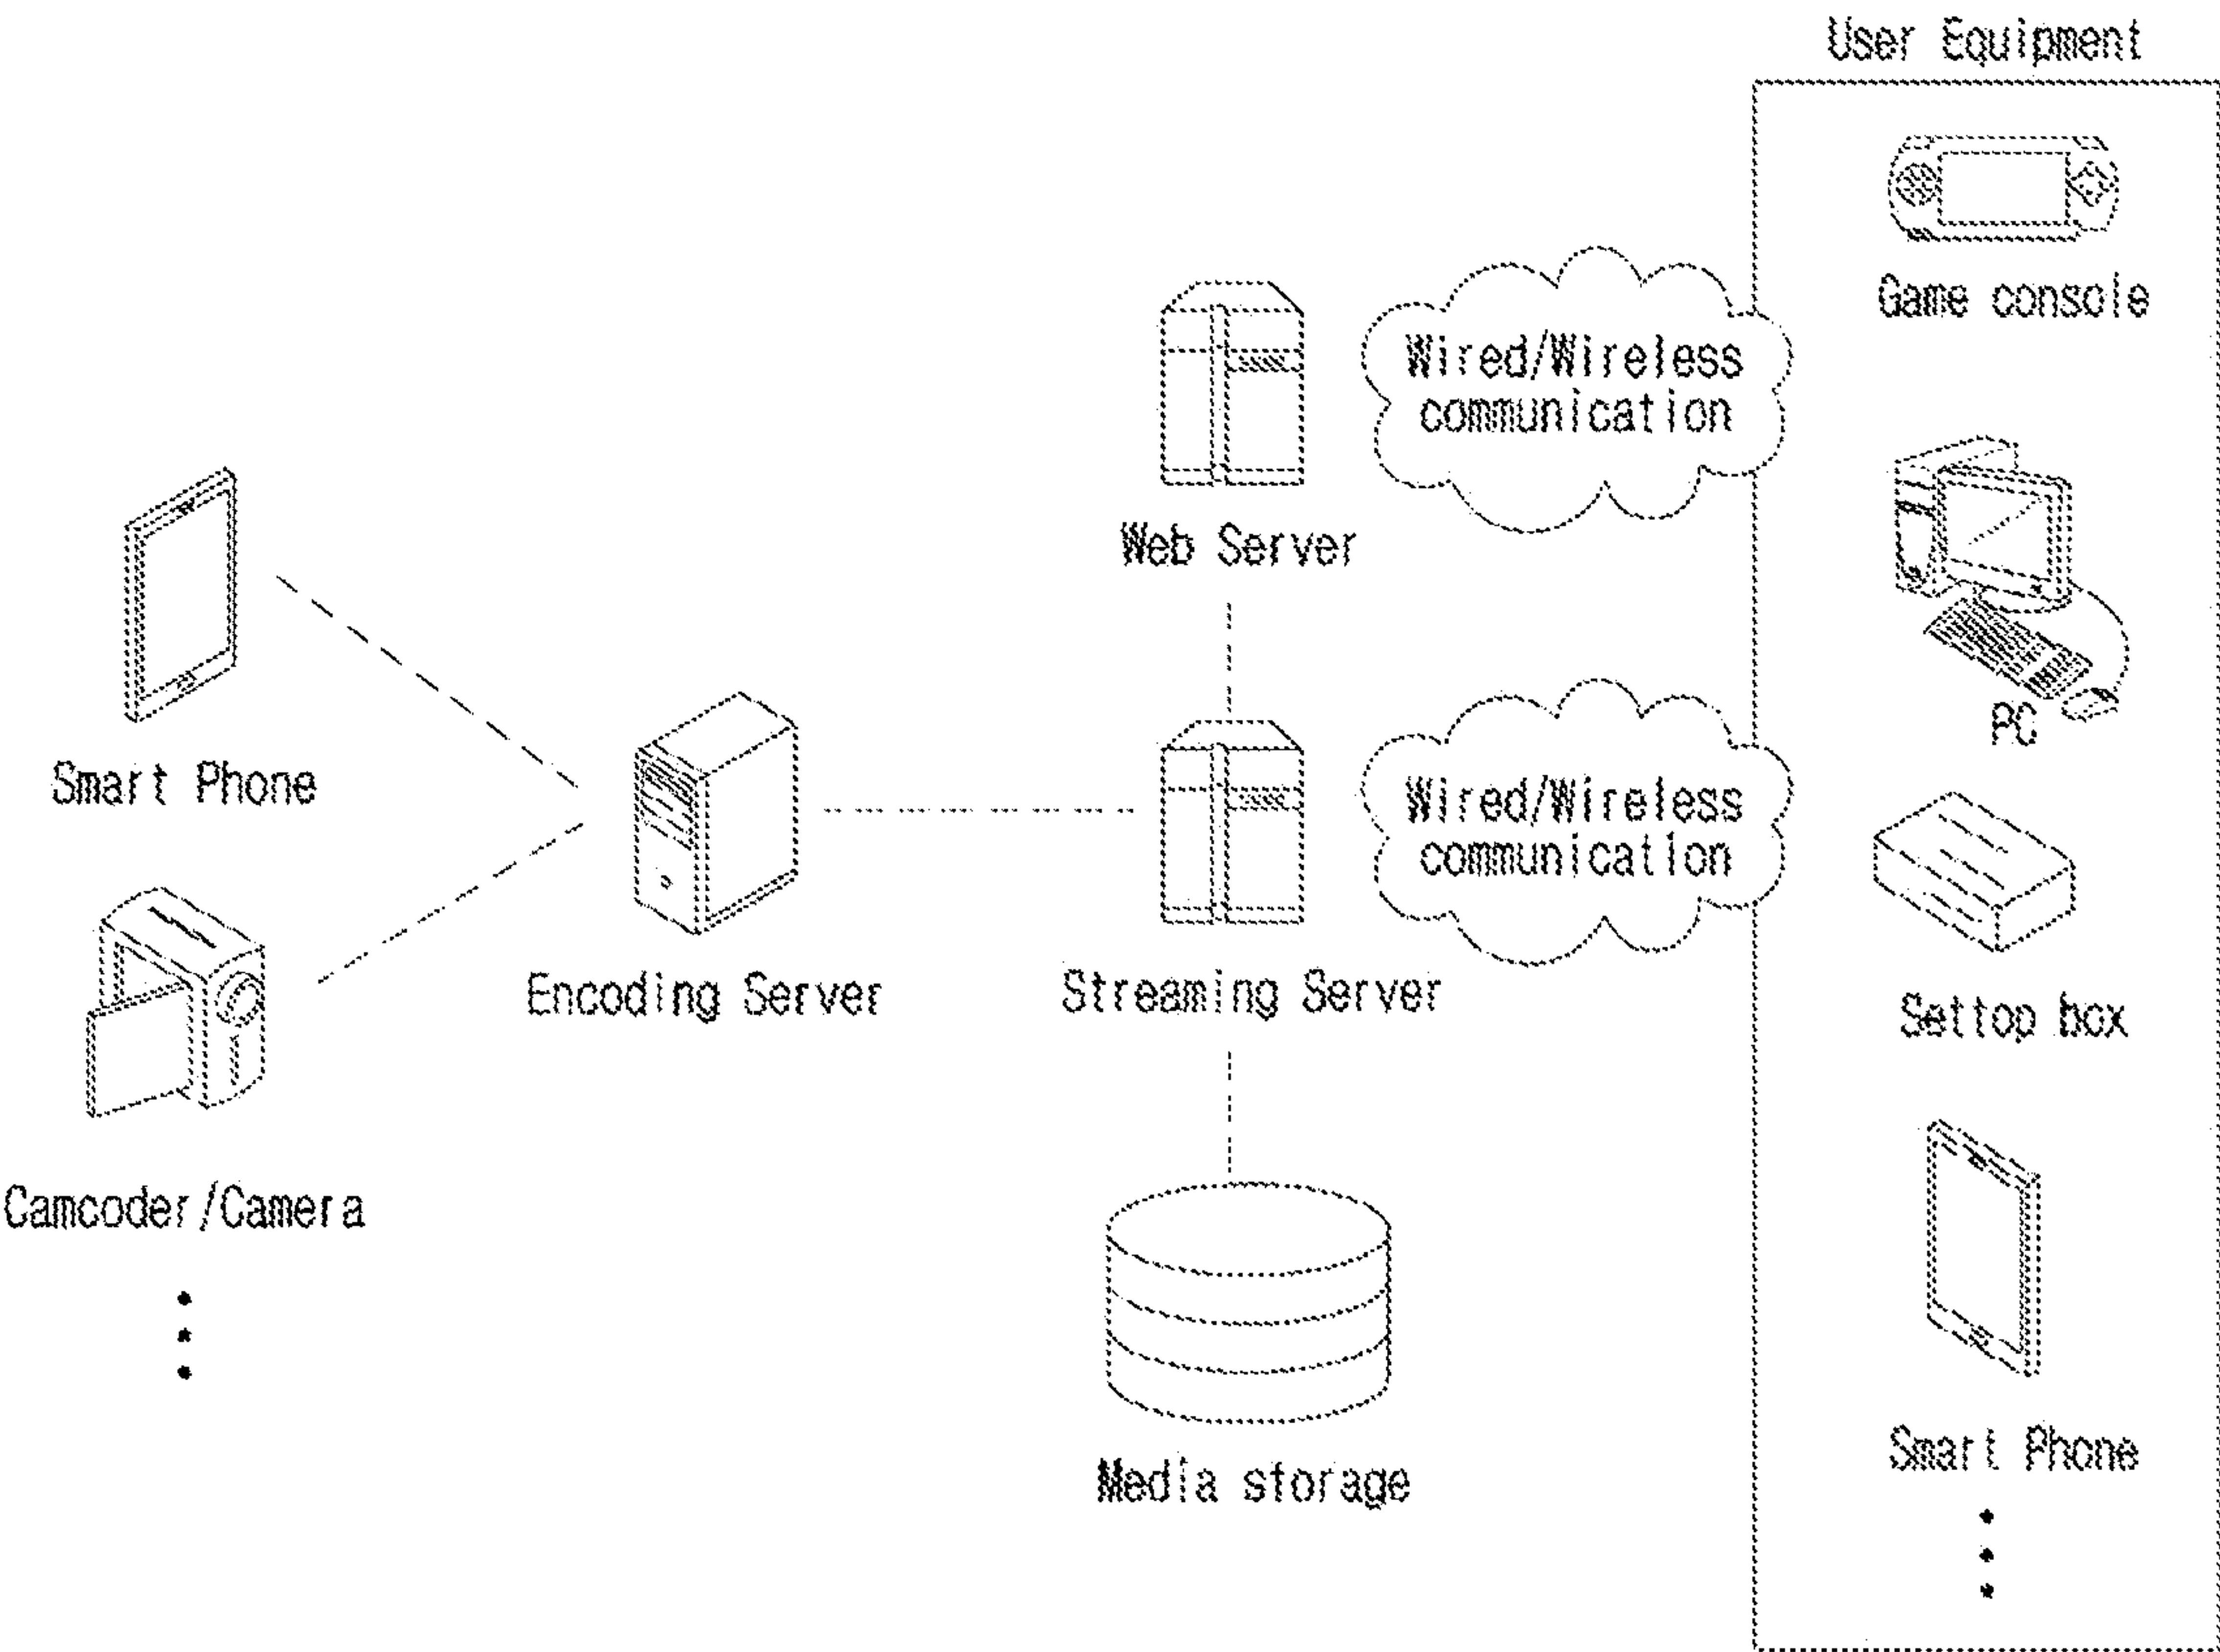 User Equipment
Game console
Wired/Wireless
communication
Web Server
PC
Smart Phone
Wired/Wireless
communication
Encoding Server
Streaming Server
Settop box
Camcoder/Camera
Smart Phone
Media storage